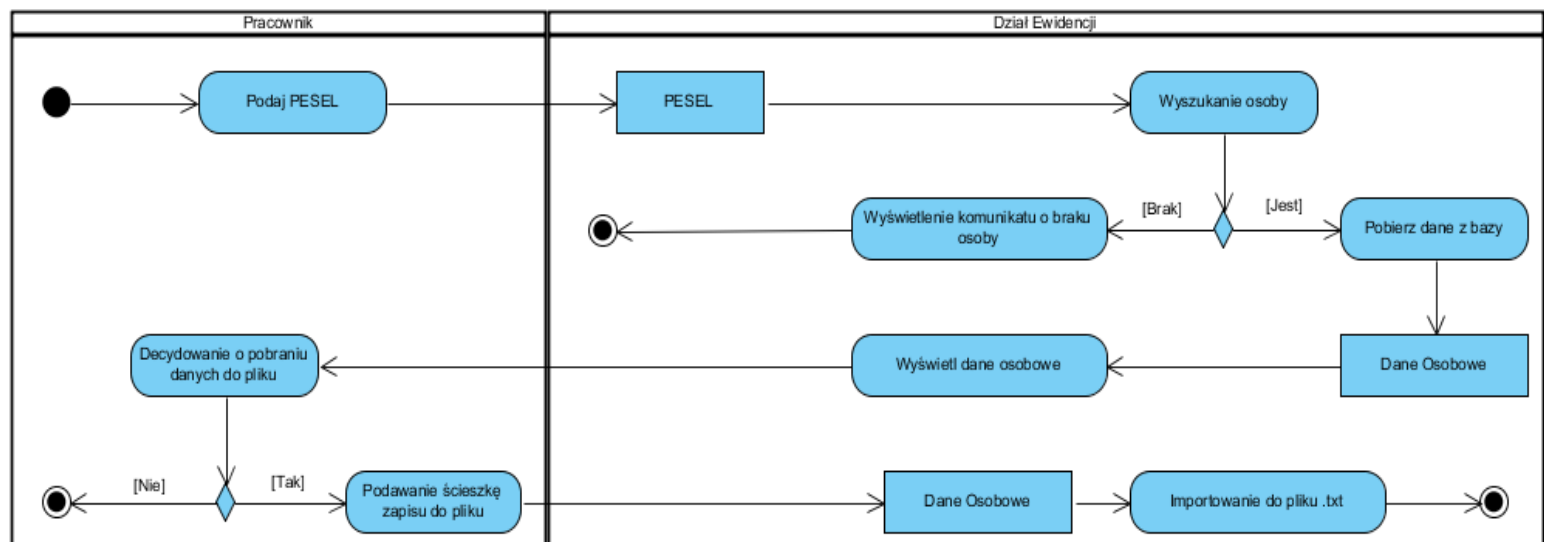 Pracownik
Dział Ewidencji
Podaj PESEL
PESEL
Wyszukanie osoby
[Brak]
[Jest]
Wyświetlenie komunikatu o braku
osoby
Pobierz dane z bazy
Decydowanie o pobraniu
danych do pliku
Wyświetl dane osobowe
Dane Osobowe
[Nie]
[Tak]
Podawanie ścieszkę
zapisu do pliku
Dane Osobowe
Importowanie do pliku .txt